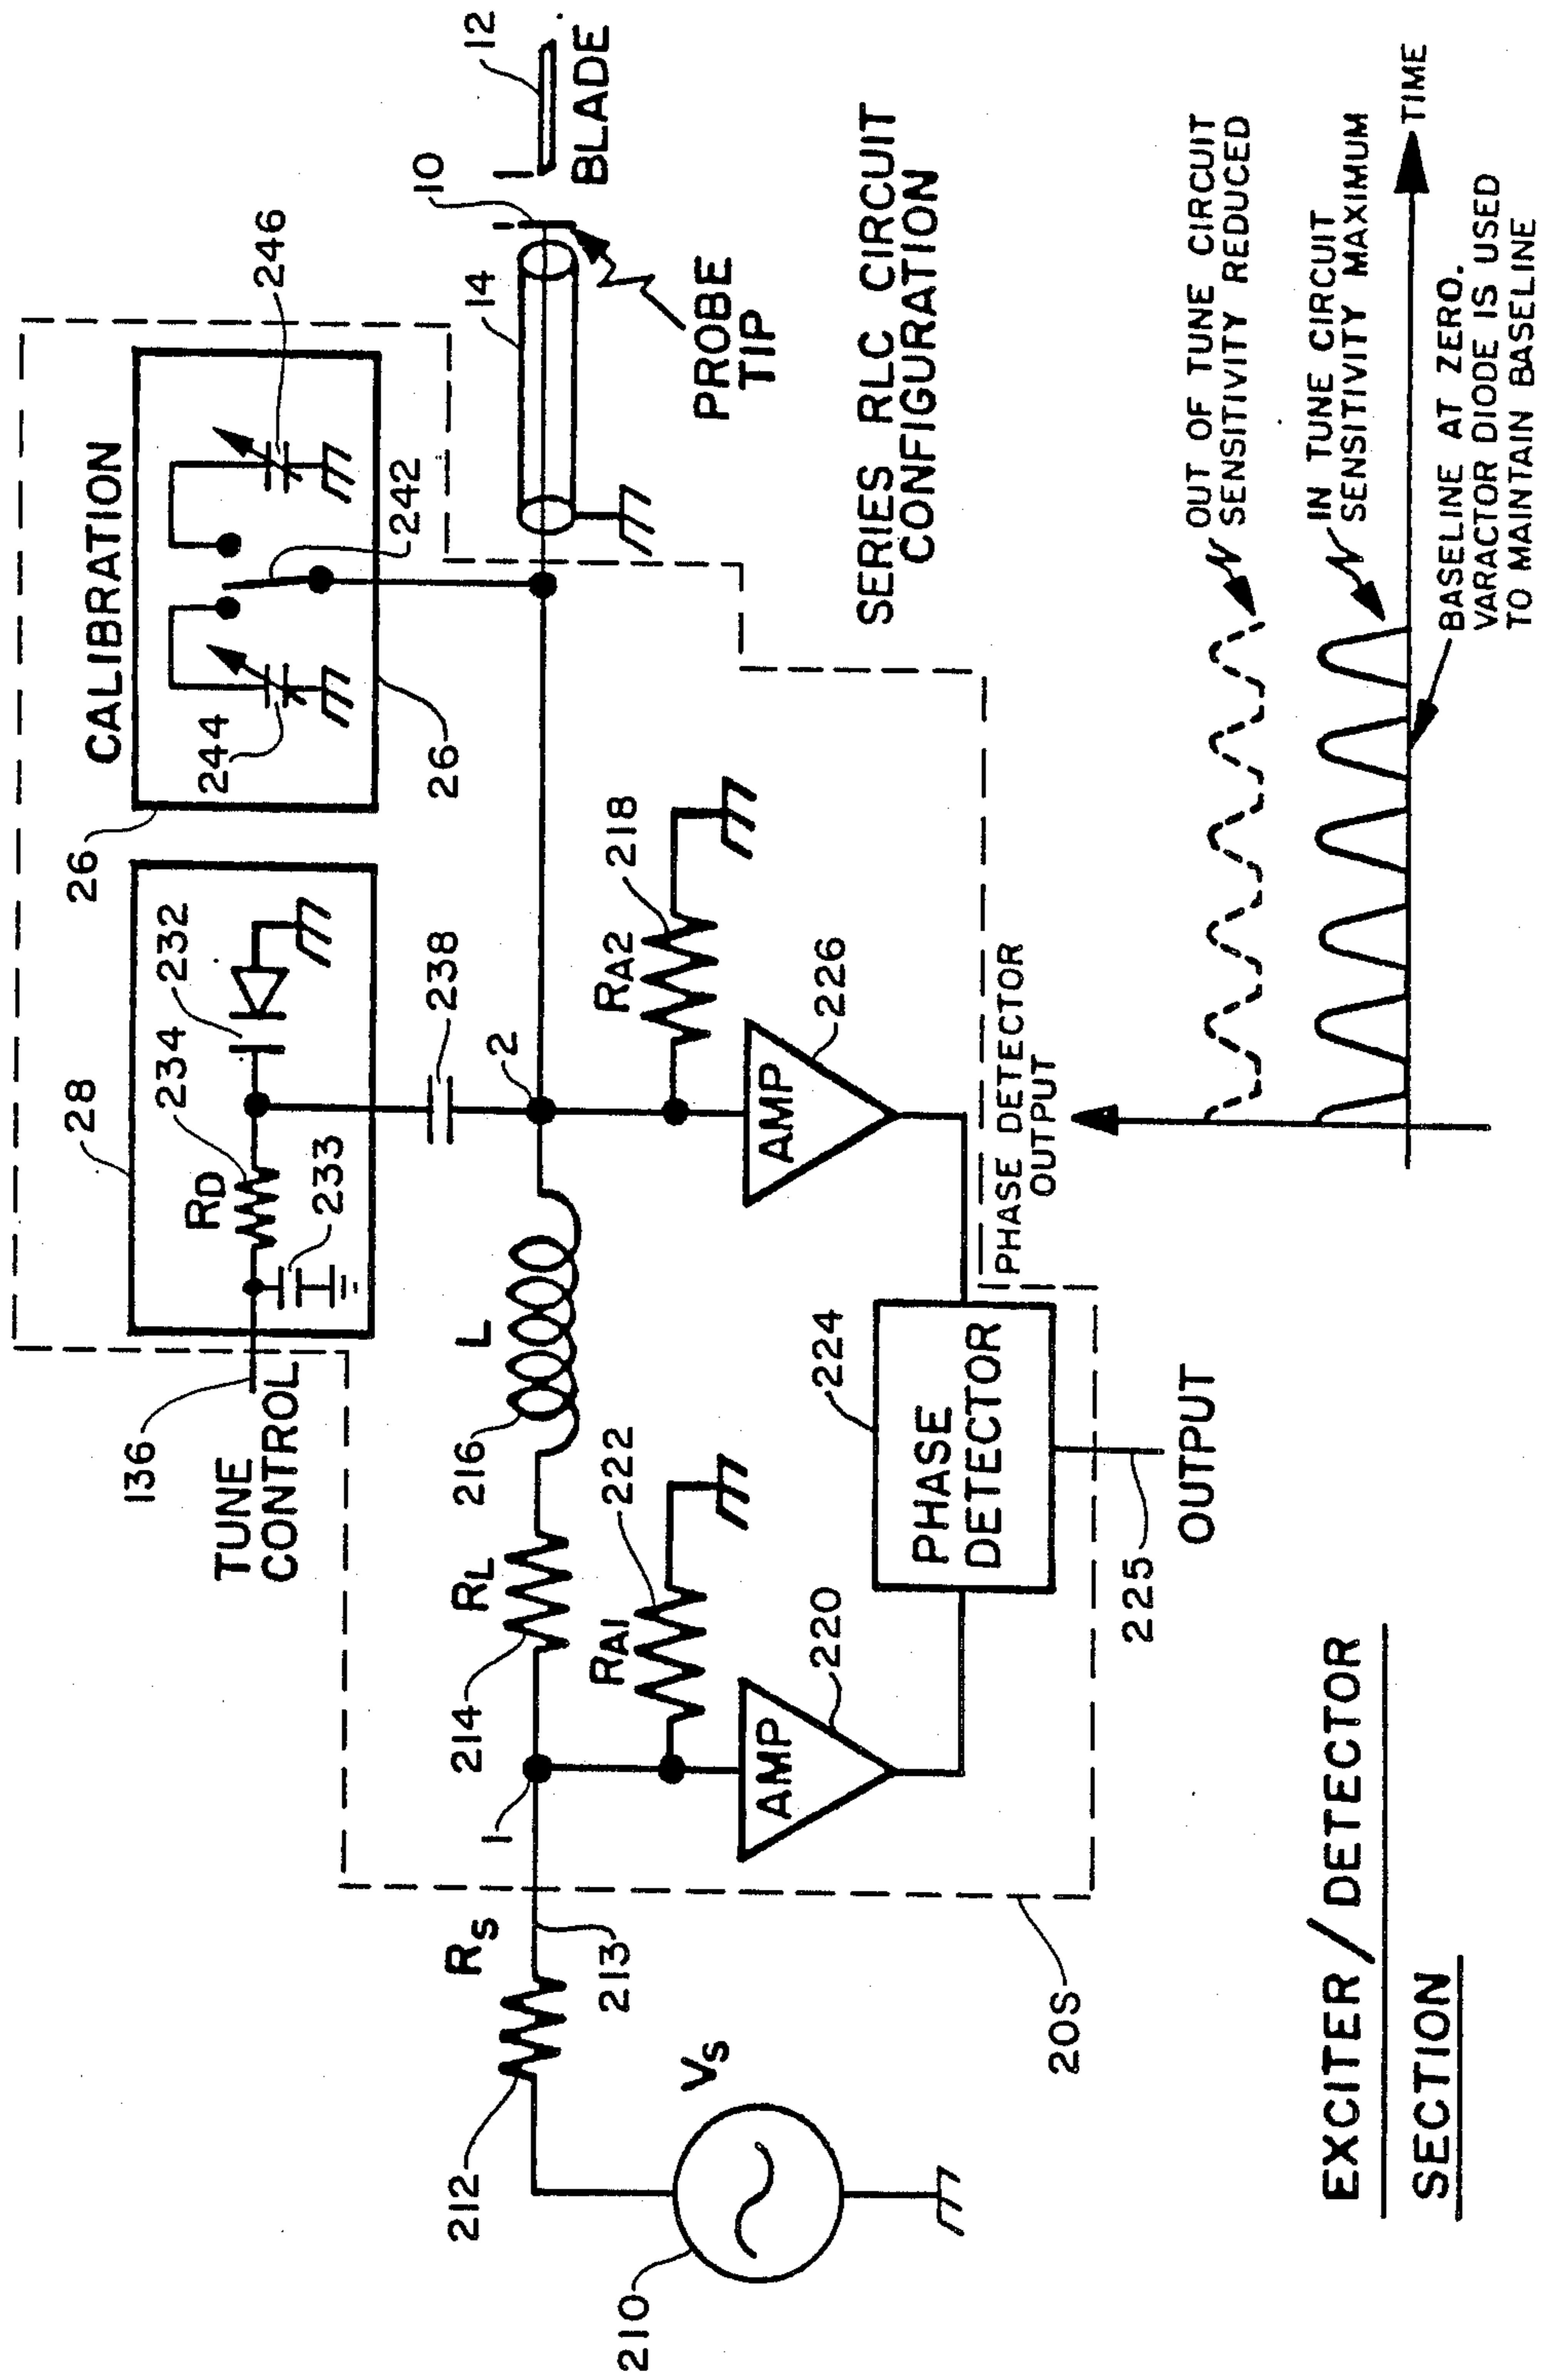 28
234
232
RD
233
136
TUNE
CONTROL
26
CALIBRATION
244
242
246
26
238
2
14
10
12
BLADE
PROBE
TIP
SERIES RLC CIRCUIT
CONFIGURATION
210
VS
212
RS
213
1
214
RL
216
L
RA1
222
AMP
220
RA2
218
AMP
226
PHASE
DETECTOR
224
225
OUTPUT
20S
PHASE DETECTOR
OUTPUT
OUT OF TUNE CIRCUIT
SENSITIVITY REDUCED
IN TUNE CIRCUIT
SENSITIVITY MAXIMUM
TIME
BASELINE AT ZERO.
VARACTOR DIODE IS USED
TO MAINTAIN BASELINE
EXCITER / DETECTOR
SECTION